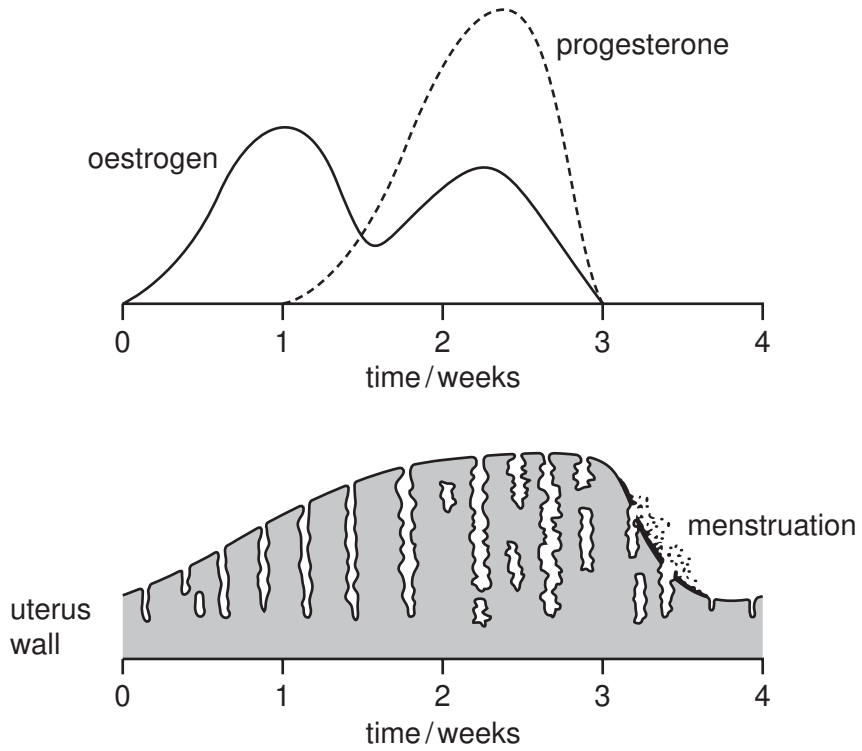 progesterone
oestrogen
0 1 2 3 4
time / weeks
menstruation
uterus
wall
0 1 2 3 4
time / weeks